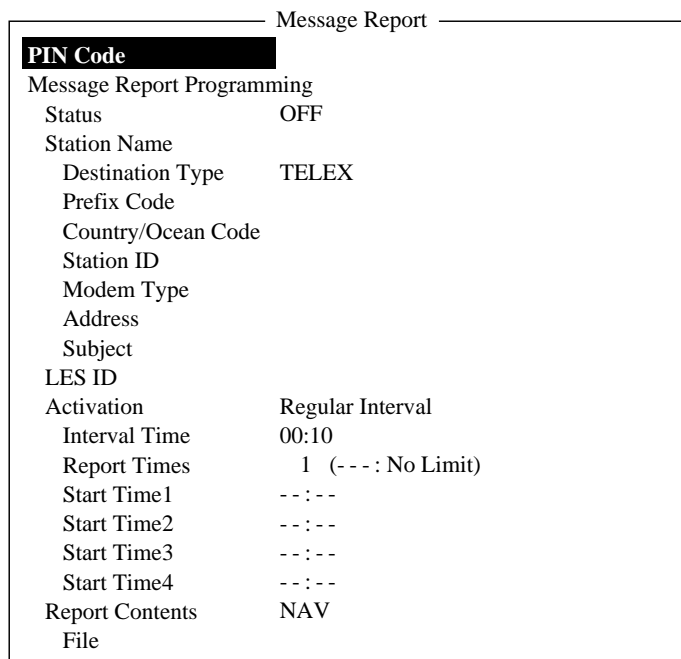 Message Report
PIN Code
Message Report Programming
Status OFF
Station Name
Destination Type TELEX
Prefix Code
Country/Ocean Code
Station ID
Modem Type
Address
Subject
LES ID
Activation Regular Interval
Interval Time 00:10
Report Times 1 (- - - : No Limit)
Start Time1 - - : - -
Start Time2 - - : - -
Start Time3 - - : - -
Start Time4 - - : - -
Report Contents NAV
File